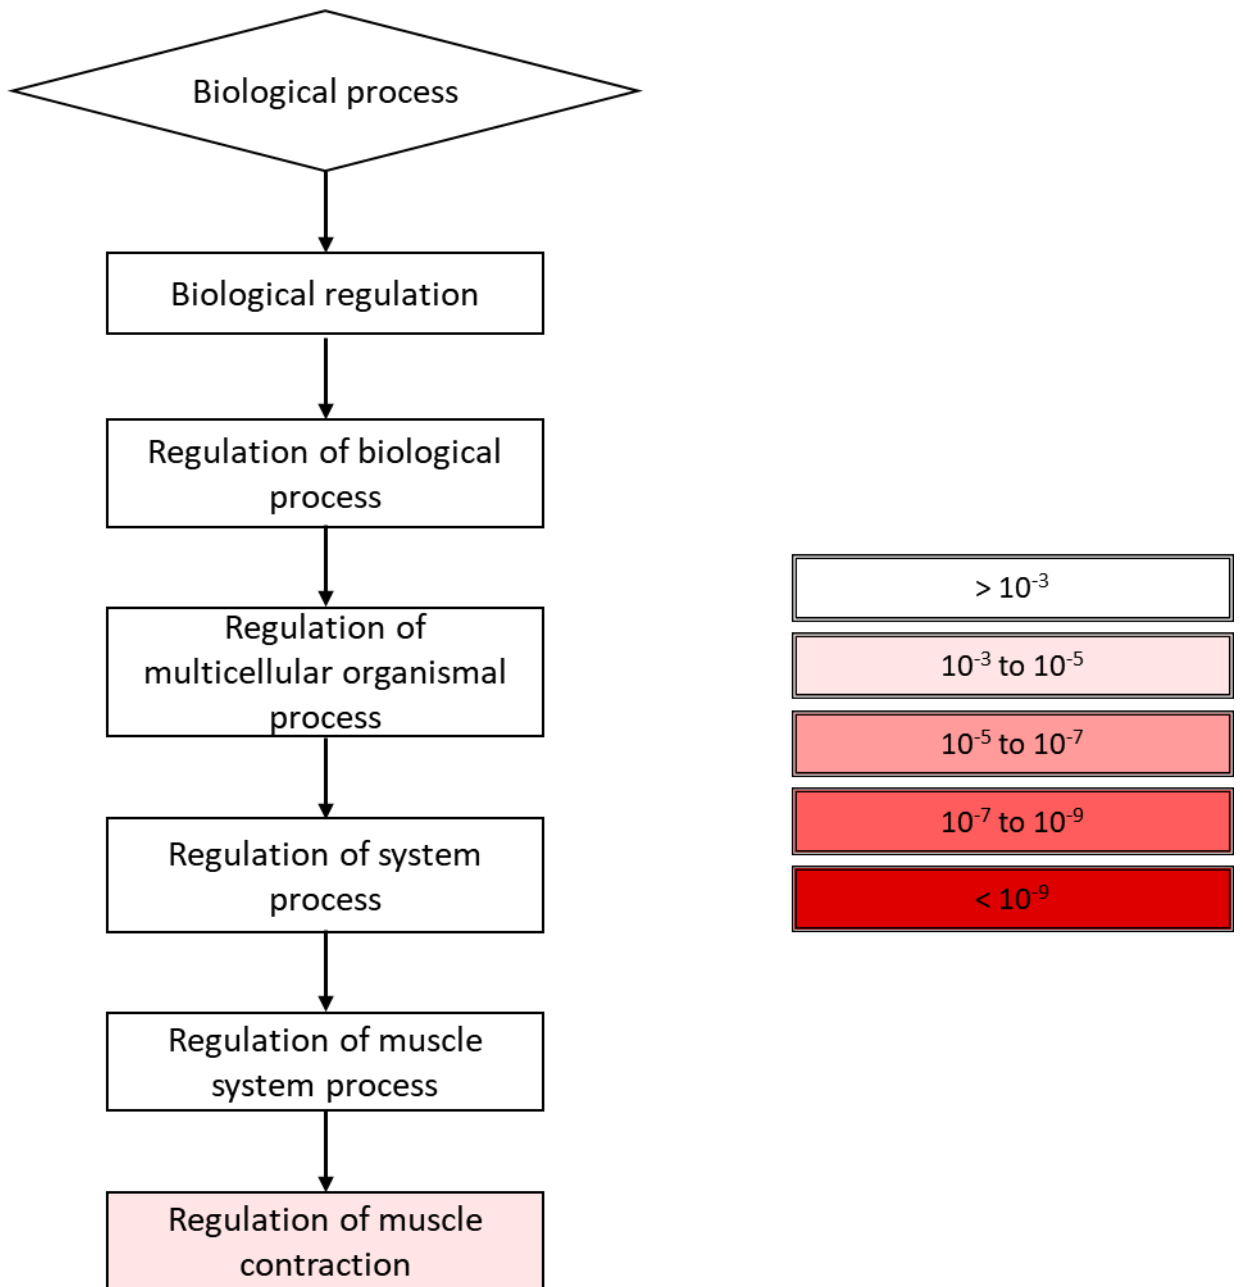 Biological process
Biological regulation
Regulation of biological
process
Regulation of
multicellular organismal
process
Regulation of system
process
Regulation of muscle
system process
Regulation of muscle
contraction
> 10⁻³
10⁻³ to 10⁻⁵
10⁻⁵ to 10⁻⁷
10⁻⁷ to 10⁻⁹
< 10⁻⁹